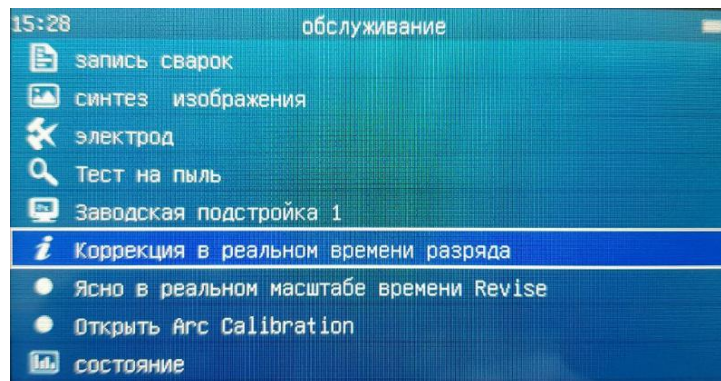 15:28 обслуживание
запись сварок
синтез изображения
электрод
Тест на пыль
Заводская подстройка 1
Коррекция в реальном времени разряда
Ясно в реальном масштабе времени Revise
Открыть Arc Calibration
состояние